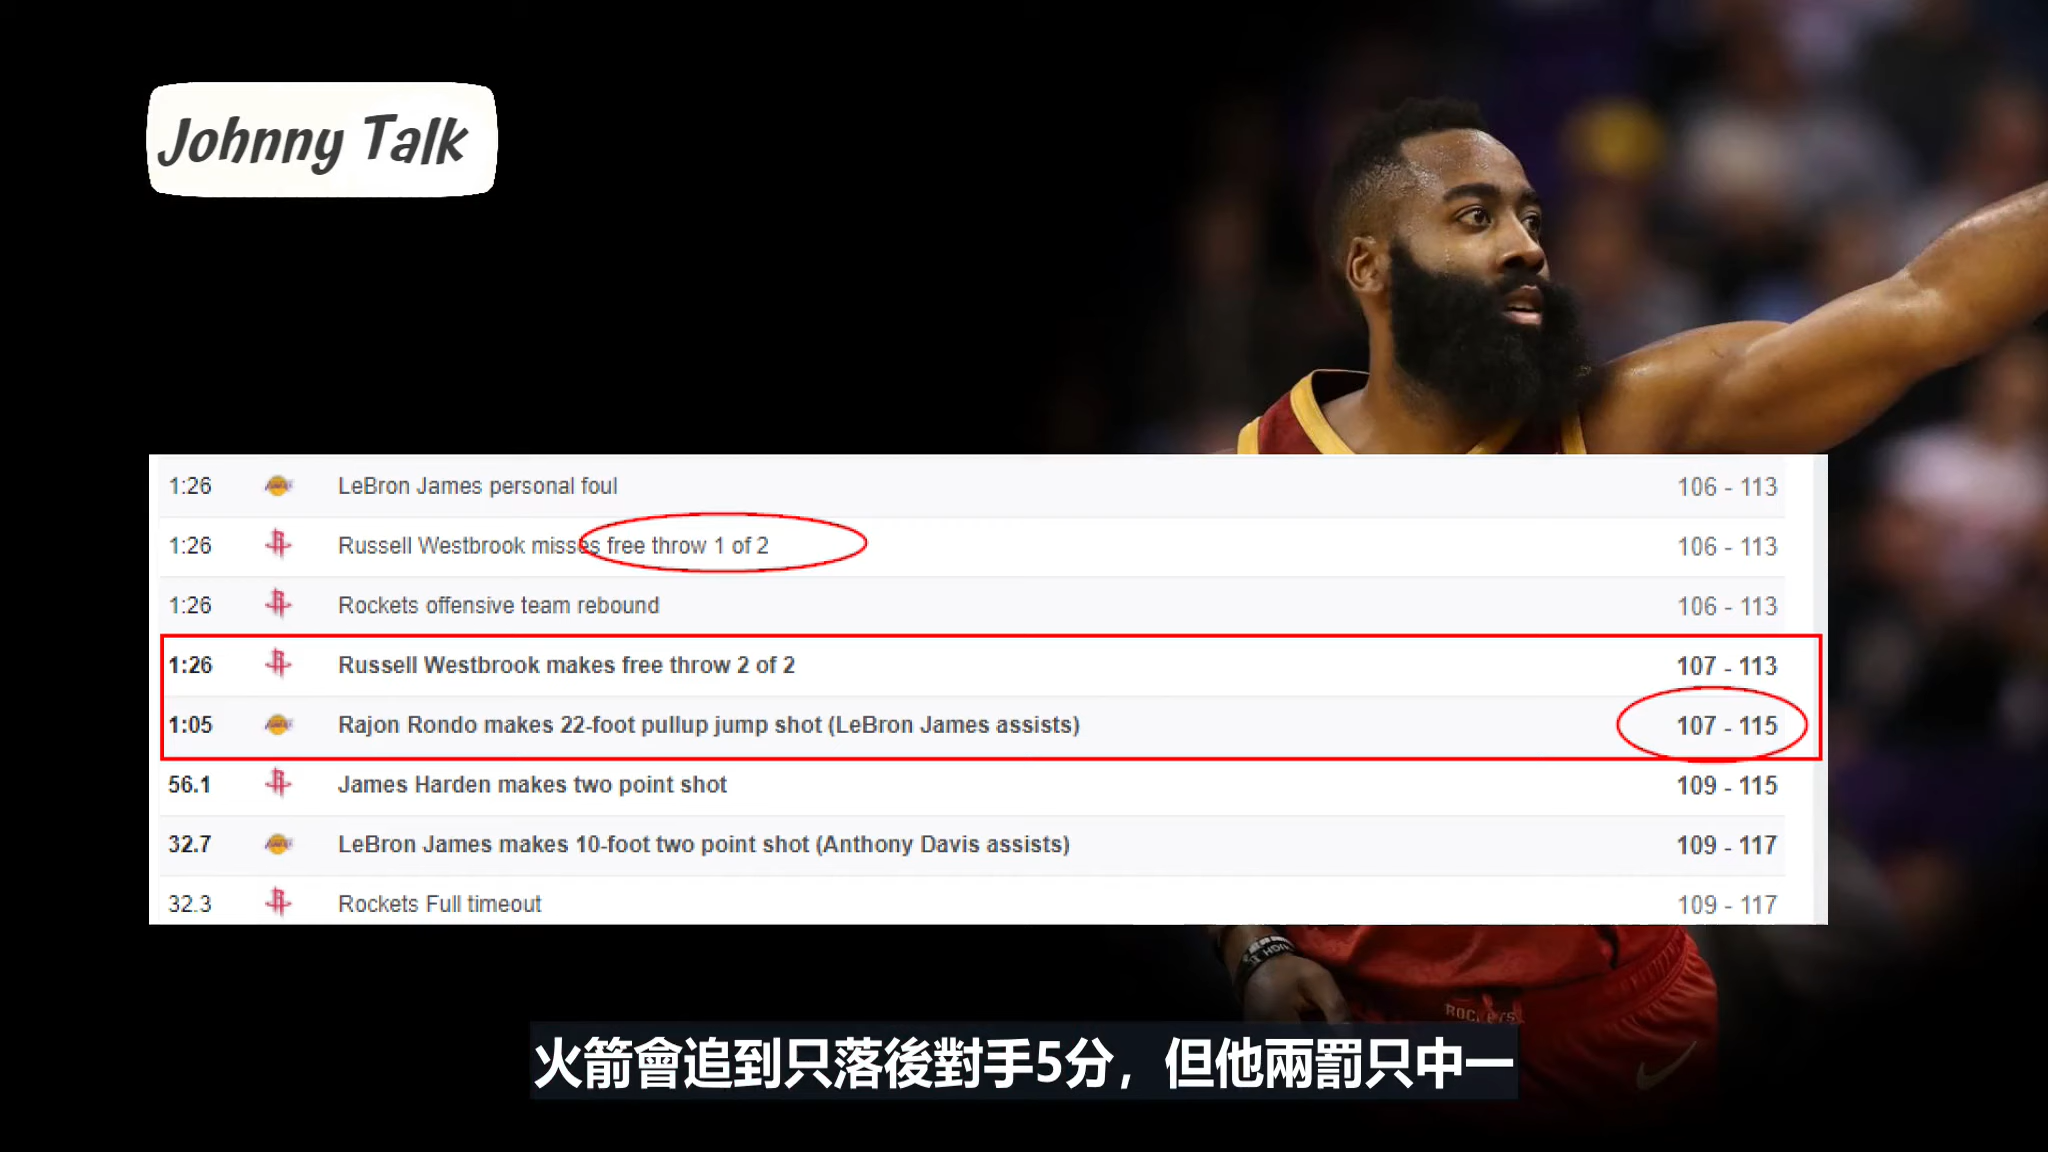 Johnny Talk
1:26 LeBron James personal foul 106 - 113
1:26 Russell Westbrook misses free throw 1 of 2 106 - 113
1:26 Rockets offensive team rebound 106 - 113
1:26 Russell Westbrook makes free throw 2 of 2 107 - 113
1:05 Rajon Rondo makes 22-foot pullup jump shot (LeBron James assists) 107 - 115
56.1 James Harden makes two point shot 109 - 115
32.7 LeBron James makes 10-foot two point shot (Anthony Davis assists) 109 - 117
32.3 Rockets Full timeout 109 - 117
ROCKETS
火箭會追到只落後對手5分，但他兩罰只中一